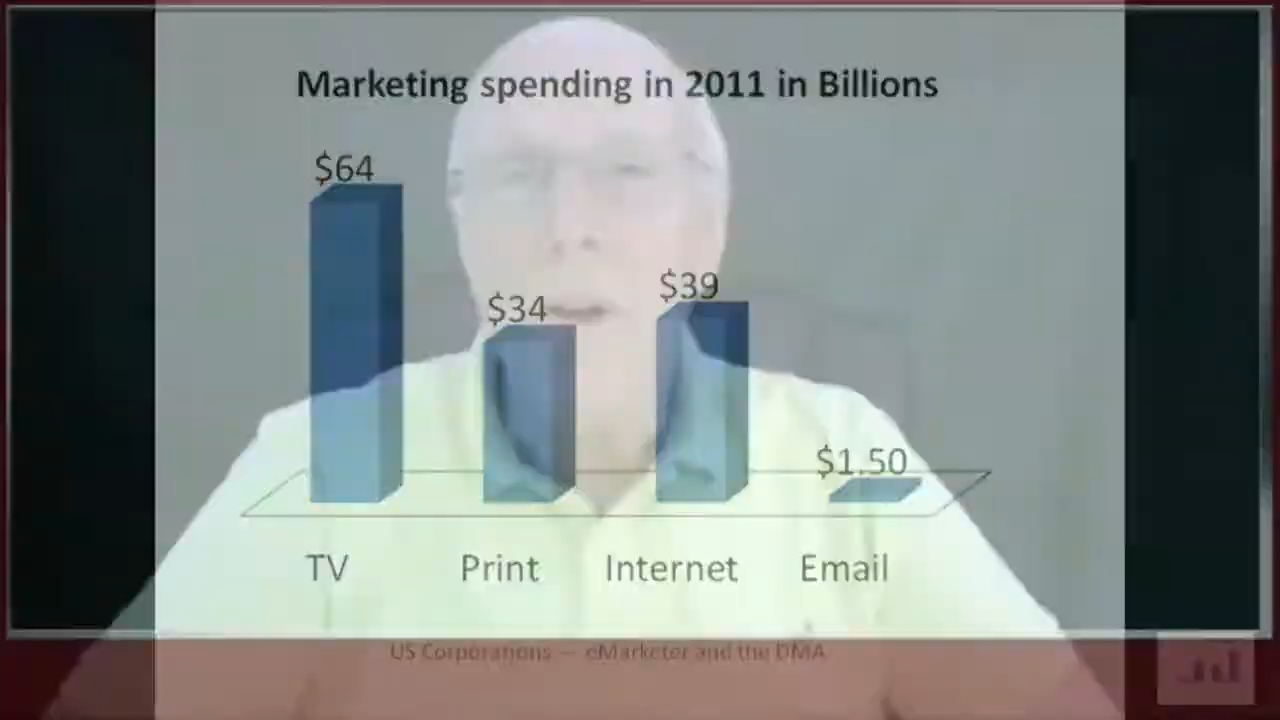 Marketing spending in 2011 in Billions
$64
$34
$39
$1.50
TV Print Internet Email
US Corporations — eMarketer and the DMA